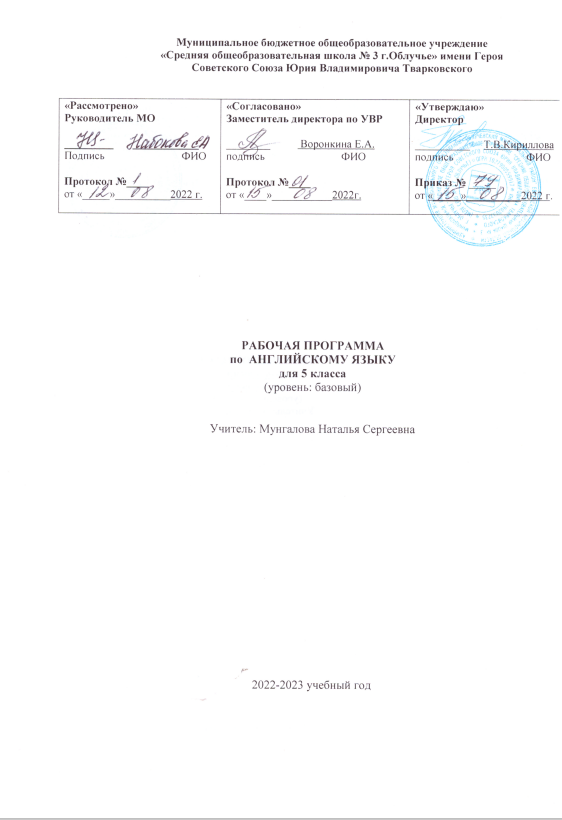 Муниципальное бюджетное общеобразовательное учреждение
«Средняя общеобразовательная школа № 3 г.Облучье» имени Героя
Советского Союза Юрия Владимировича Тварковского
«Рассмотрено»
Руководитель МО
Набокова ЕА
Подпись ФИО
Протокол № 1
от « 12 » 08 2022 г.
«Согласовано»
Заместитель директора по УВР
Воронкина Е.А.
подпись ФИО
Протокол № 01
от « 15 » 08 2022г.
«Утверждаю»
Директор
Т.В.Кириллова
подпись ФИО
Приказ № 74
от « 15 » 08 2022 г.
РАБОЧАЯ ПРОГРАММА
по АНГЛИЙСКОМУ ЯЗЫКУ
для 5 класса
(уровень: базовый)
Учитель: Мунгалова Наталья Сергеевна
2022-2023 учебный год